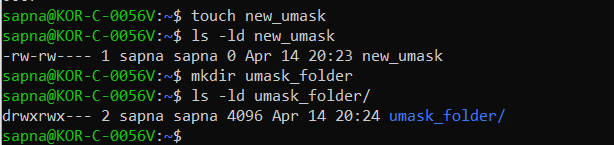 sapna@KOR-C-0056V:~$ touch new_umask
sapna@KOR-C-0056V:~$ ls -ld new_umask
-rw-rw---- 1 sapna sapna 0 Apr 14 20:23 new_umask
sapna@KOR-C-0056V:~$ mkdir umask_folder
sapna@KOR-C-0056V:~$ ls -ld umask_folder/
drwxrwx--- 2 sapna sapna 4096 Apr 14 20:24 umask_folder/
sapna@KOR-C-0056V:~$